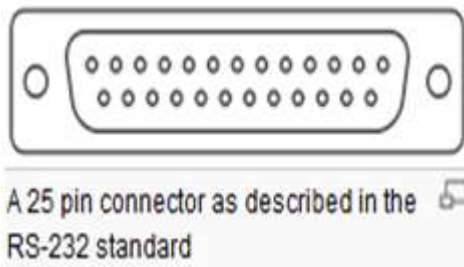 A 25 pin connector as described in the
RS-232 standard